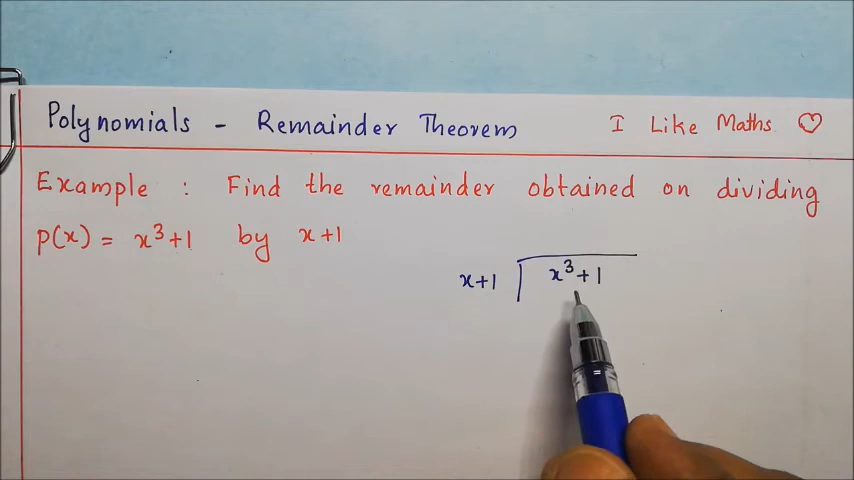 Polynomials - Remainder Theorem I Like Maths ♡
Example : Find the remainder obtained on dividing
p(x) = x³+1 by x+1
x+1 x³+1